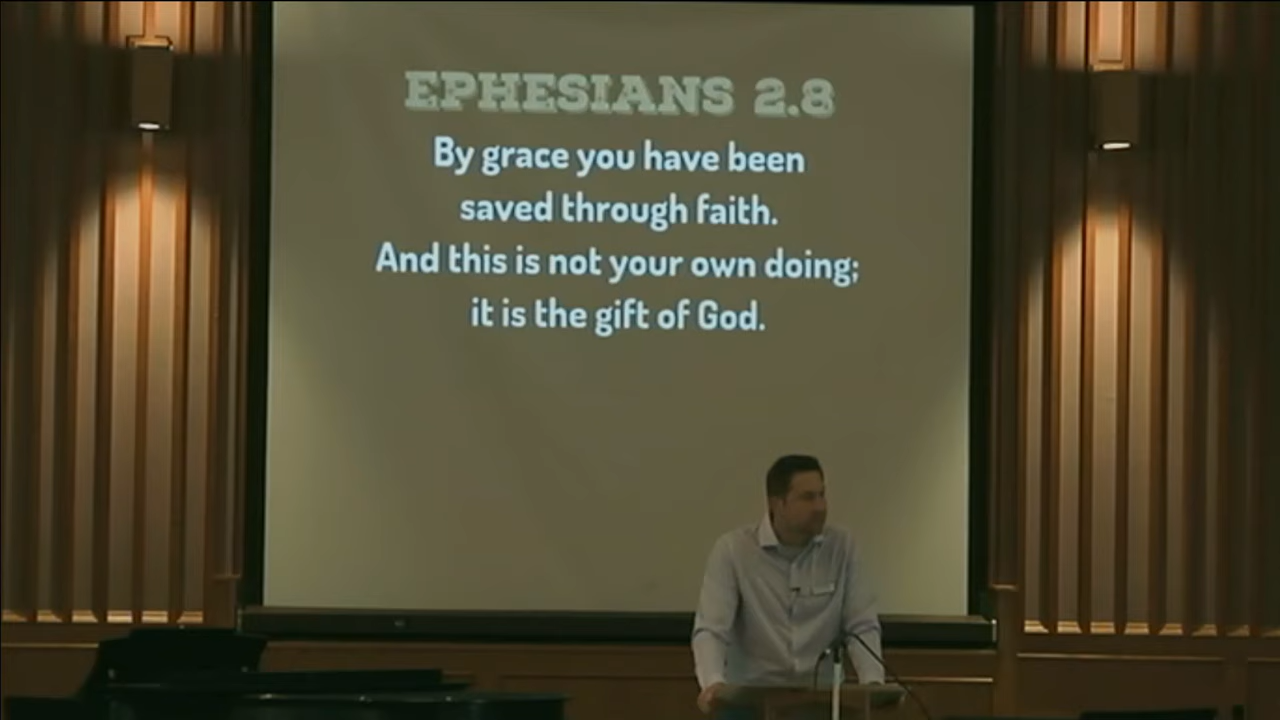 EPHESIANS 2.8
By grace you have been
saved through faith.
And this is not your own doing;
it is the gift of God.